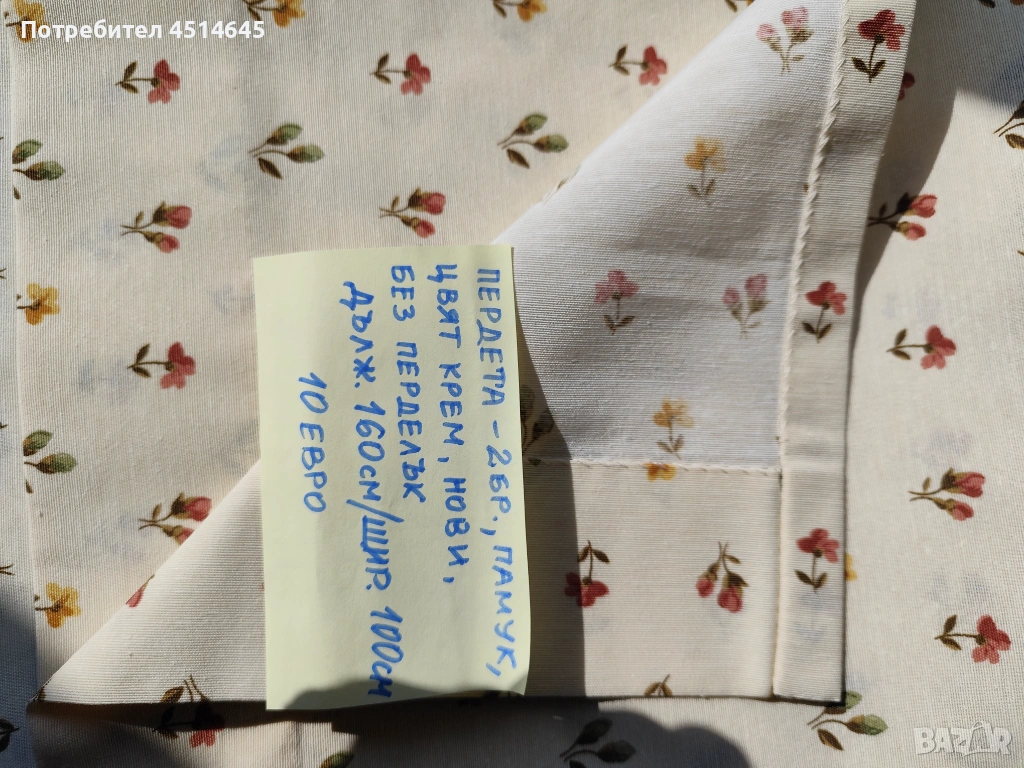 Потребител 4514645
ПЕРДЕТА - 2БР., ПАМУК,
ЦВЯТ КРЕМ, НОВИ,
БЕЗ ПЕРДЕЛЪК
ДЪЛЖ. 160СМ/ШИР. 100СМ
10 ЕВРО
BAZAR